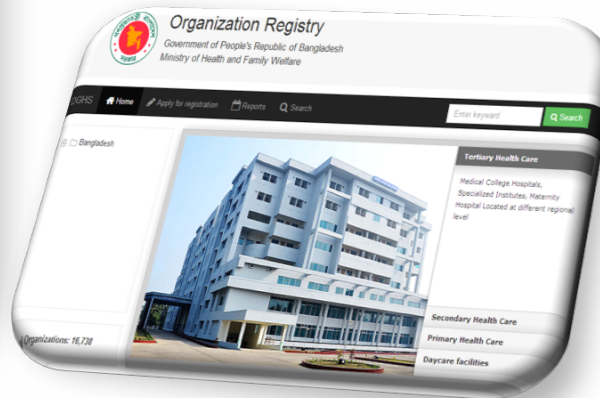 Organization Registry
Government of People's Republic of Bangladesh
Ministry of Health and Family Welfare
DGHS Home Apply for registration Reports Search
Enter keyword Search
Bangladesh
Tertiary Health Care
Medical College Hospitals,
Specialized Institutes, Maternity
Hospital Located at different regional
level
Secondary Health Care
Primary Health Care
Daycare facilities
Organizations: 16,738